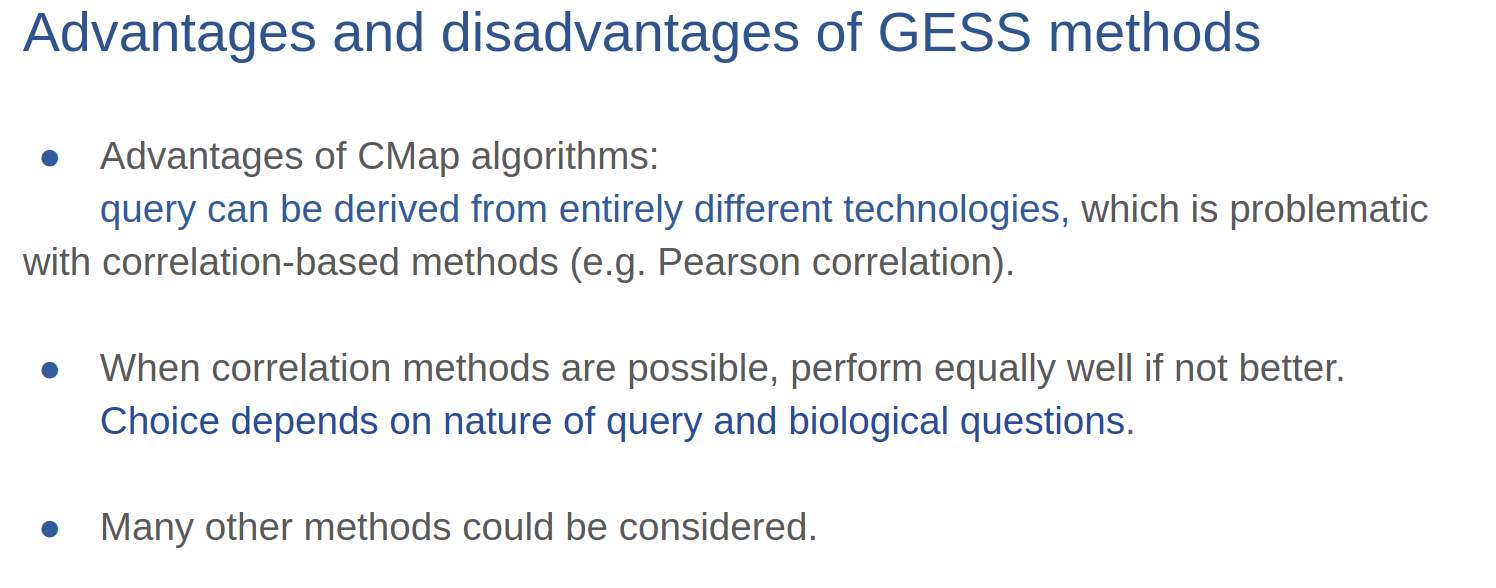 Advantages and disadvantages of GESS methods
● Advantages of CMap algorithms:
query can be derived from entirely different technologies, which is problematic
with correlation-based methods (e.g. Pearson correlation).
● When correlation methods are possible, perform equally well if not better.
Choice depends on nature of query and biological questions.
● Many other methods could be considered.